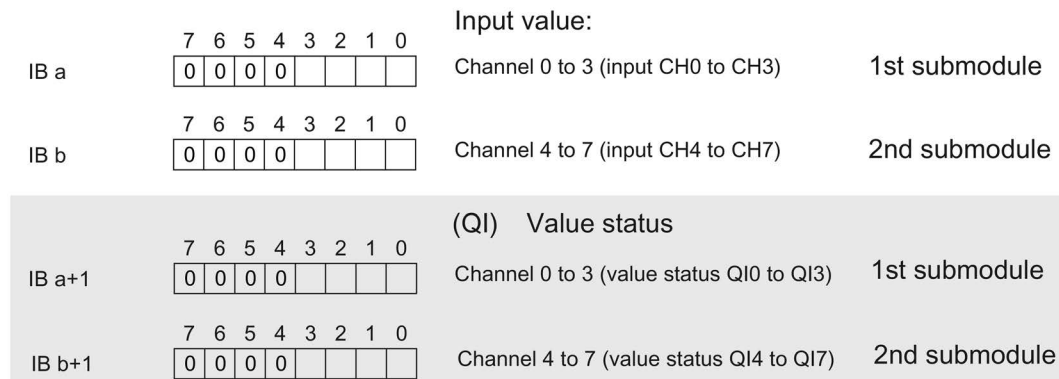 Input value:
7 6 5 4 3 2 1 0
IB a 0 0 0 0 Channel 0 to 3 (input CH0 to CH3) 1st submodule
7 6 5 4 3 2 1 0
IB b 0 0 0 0 Channel 4 to 7 (input CH4 to CH7) 2nd submodule
(QI) Value status
7 6 5 4 3 2 1 0
IB a+1 0 0 0 0 Channel 0 to 3 (value status QI0 to QI3) 1st submodule
7 6 5 4 3 2 1 0
IB b+1 0 0 0 0 Channel 4 to 7 (value status QI4 to QI7) 2nd submodule